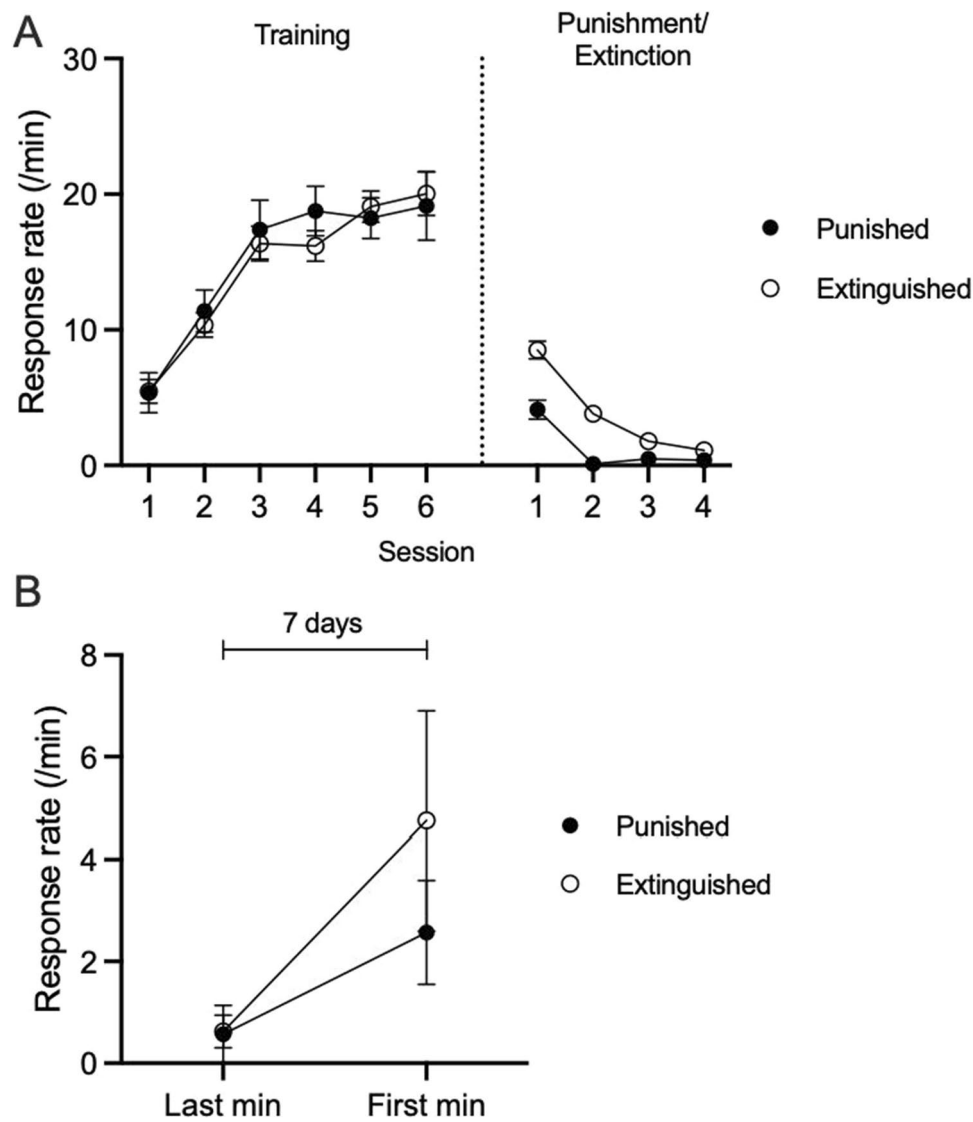 A
Training
Punishment/
Extinction
Response rate (/min)
30
20
10
0
1 2 3 4 5 6
1 2 3 4
Session
Punished
Extinguished
B
7 days
Response rate (/min)
8
6
4
2
0
Last min
First min
Punished
Extinguished